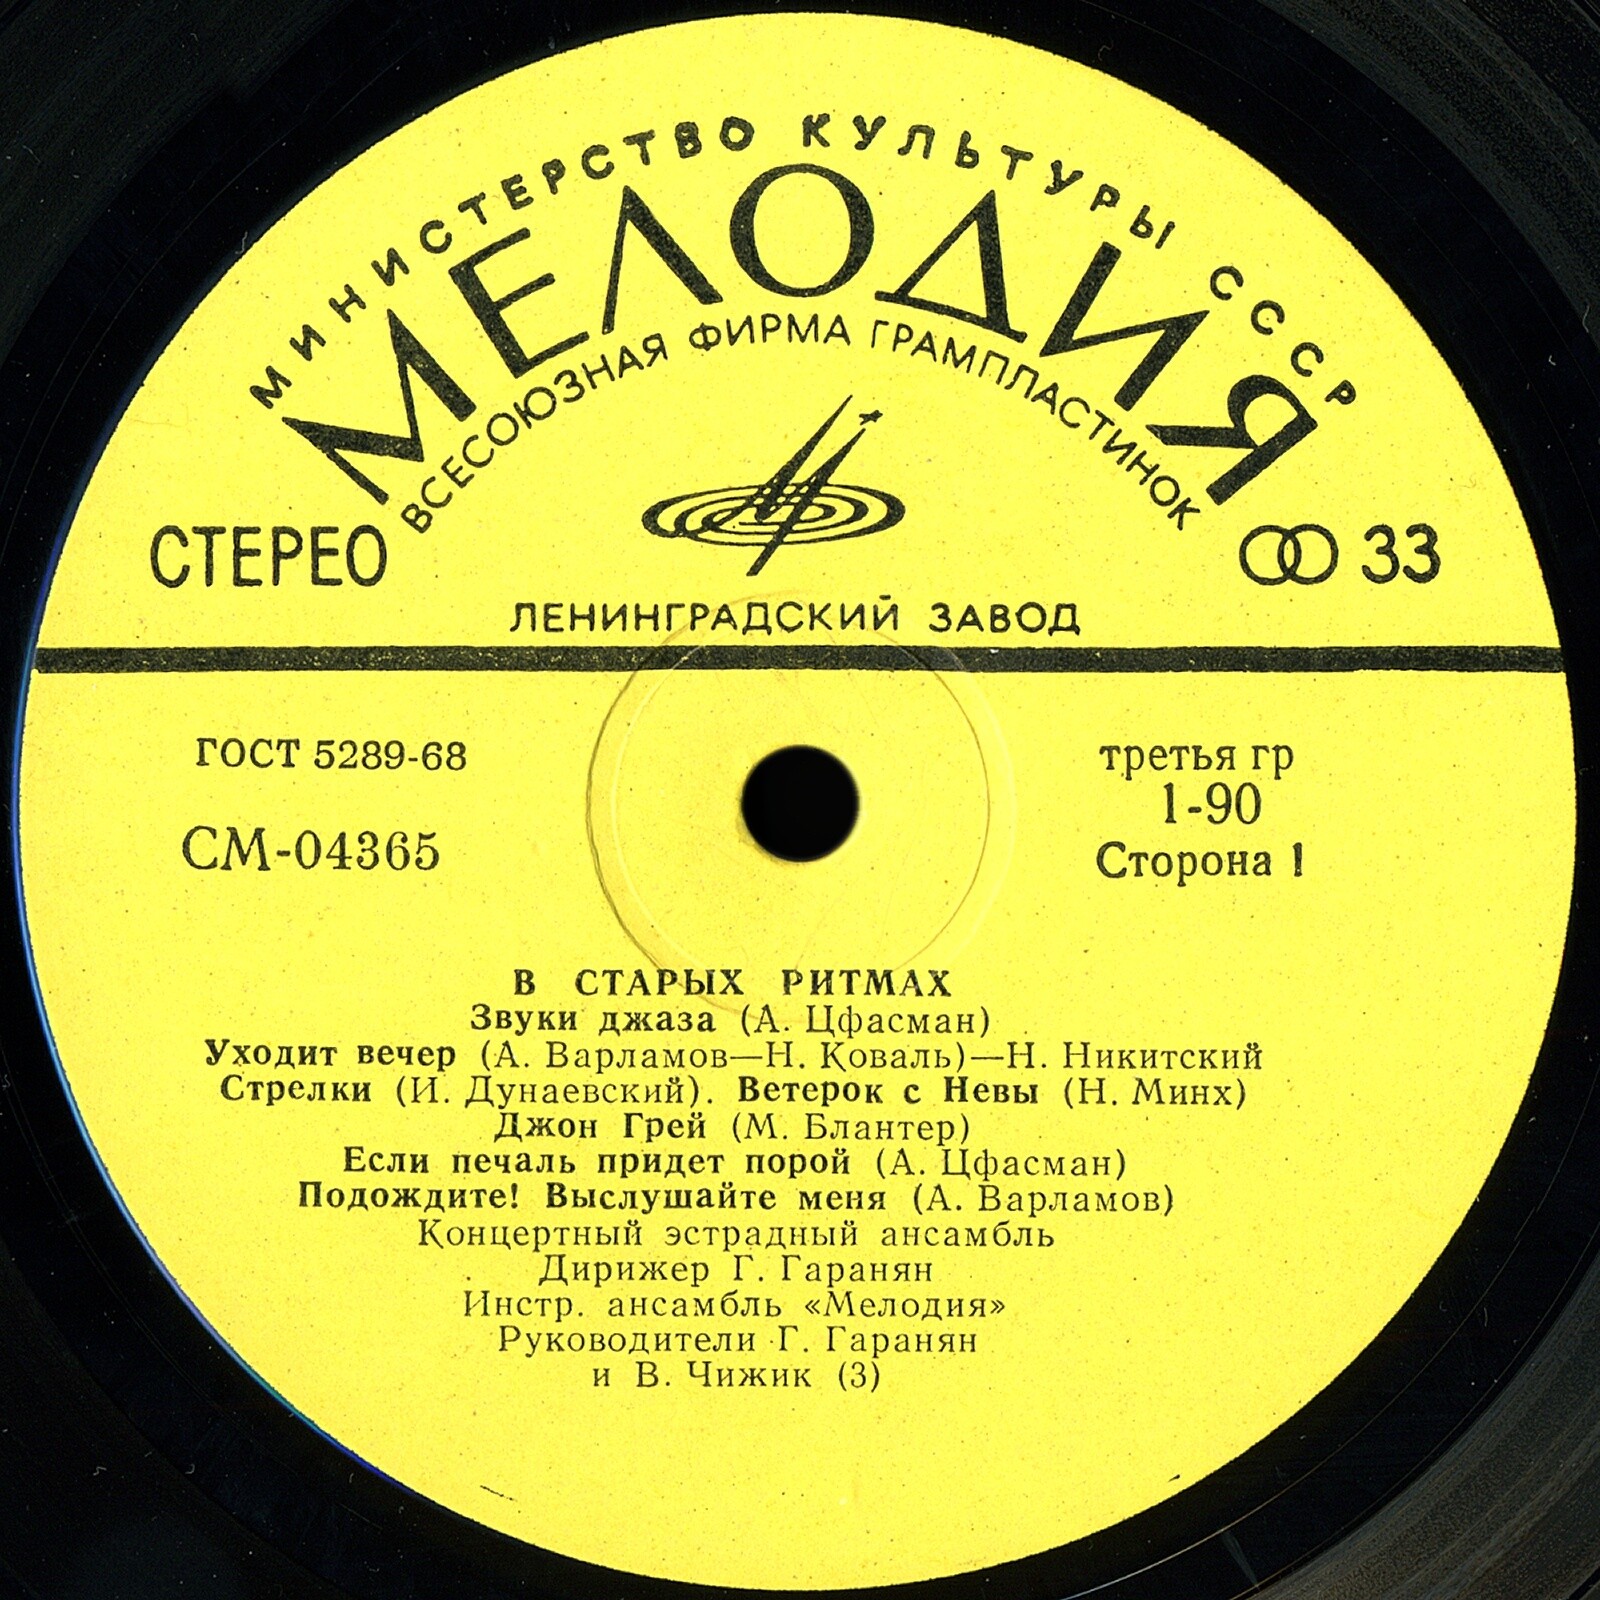 МИНИСТЕРСТВО КУЛЬТУРЫ СССР
МЕЛОДИЯ
ВСЕСОЮЗНАЯ ФИРМА ГРАМПЛАСТИНОК
СТЕРЕО
33
ЛЕНИНГРАДСКИЙ ЗАВОД
ГОСТ 5289-68
третья гр
1-90
СМ-04365
Сторона 1
В СТАРЫХ РИТМАХ
Звуки джаза (А. Цфасман)
Уходит вечер (А. Варламов—Н. Коваль)—Н. Никитский
Стрелки (И. Дунаевский). Ветерок с Невы (Н. Минх)
Джон Грей (М. Блантер)
Если печаль придет порой (А. Цфасман)
Подождите! Выслушайте меня (А. Варламов)
Концертный эстрадный ансамбль
Дирижер Г. Гаранян
Инстр. ансамбль «Мелодия»
Руководители Г. Гаранян
и В. Чижик (3)